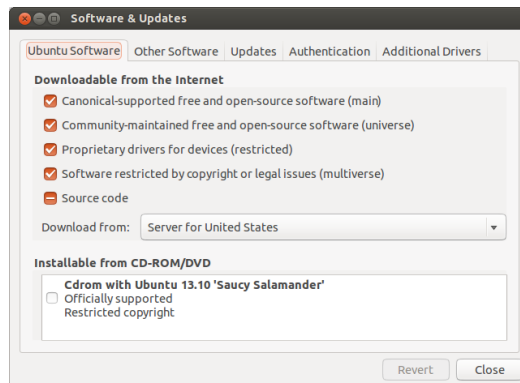 Software & Updates
Ubuntu Software Other Software Updates Authentication Additional Drivers
Downloadable from the Internet
Canonical-supported free and open-source software (main)
Community-maintained free and open-source software (universe)
Proprietary drivers for devices (restricted)
Software restricted by copyright or legal issues (multiverse)
Source code
Download from: Server for United States
Installable from CD-ROM/DVD
Cdrom with Ubuntu 13.10 'Saucy Salamander'
Officially supported
Restricted copyright
Revert Close